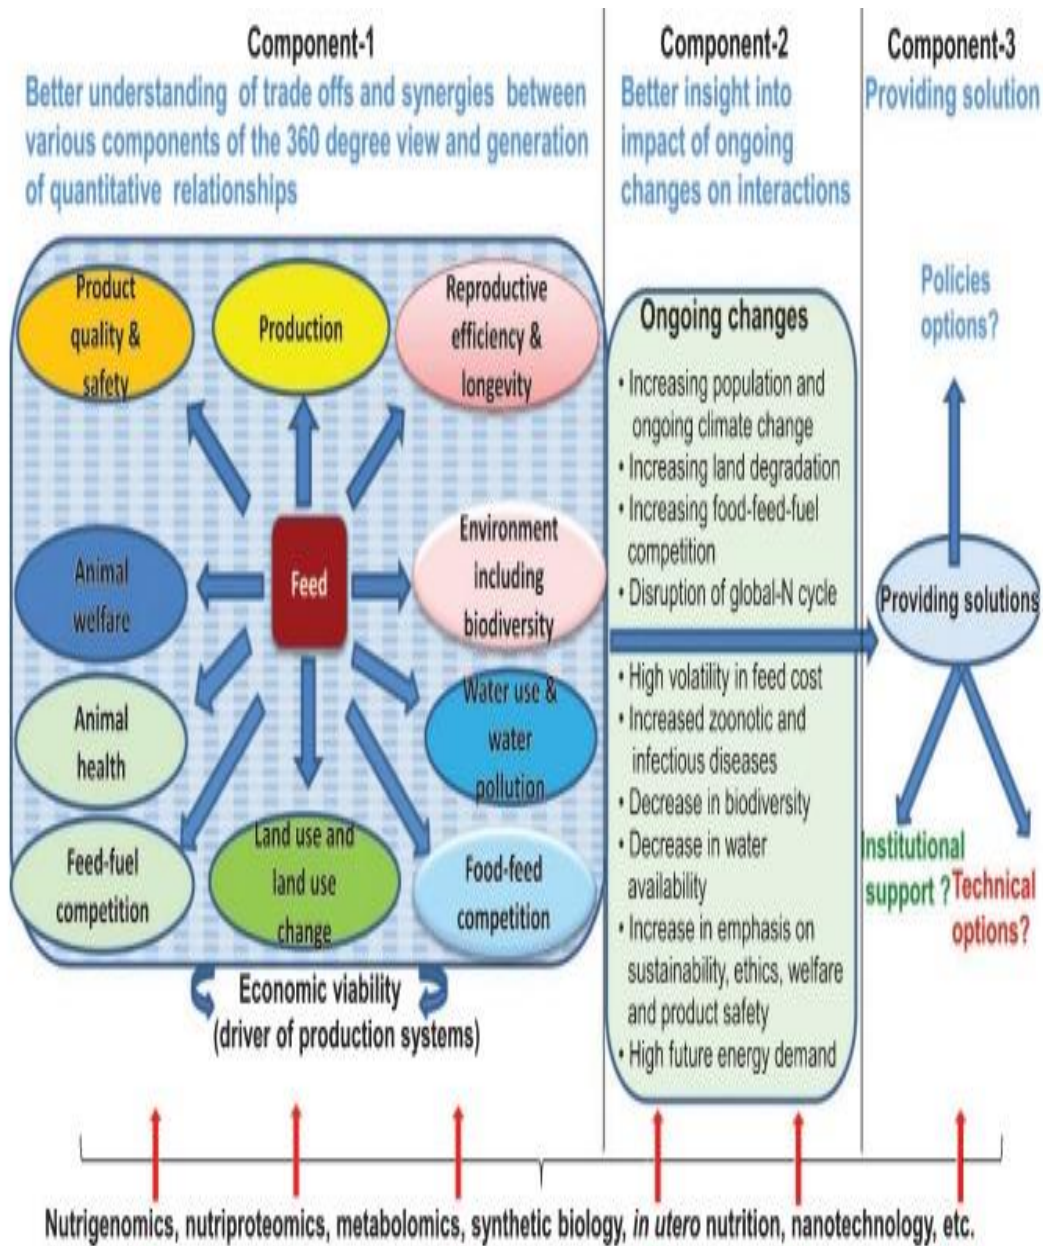 Component-1
Better understanding of trade offs and synergies between
various components of the 360 degree view and generation
of quantitative relationships
Product
quality &
safety
Production
Reproductive
efficiency &
longevity
Animal
welfare
Feed
Environment
including
biodiversity
Animal
health
Water use &
water
pollution
Feed-fuel
competition
Land use and
land use
change
Food-feed
competition
Economic viability
(driver of production systems)
Component-2
Better insight into
impact of ongoing
changes on interactions
Ongoing changes
• Increasing population and
ongoing climate change
• Increasing land degradation
• Increasing food-feed-fuel
competition
• Disruption of global-N cycle
• High volatility in feed cost
• Increased zoonotic and
infectious diseases
• Decrease in biodiversity
• Decrease in water
availability
• Increase in emphasis on
sustainability, ethics, welfare
and product safety
• High future energy demand
Component-3
Providing solution
Policies
options?
Providing solutions
Institutional
support ?
Technical
options?
Nutrigenomics, nutriproteomics, metabolomics, synthetic biology, in utero nutrition, nanotechnology, etc.